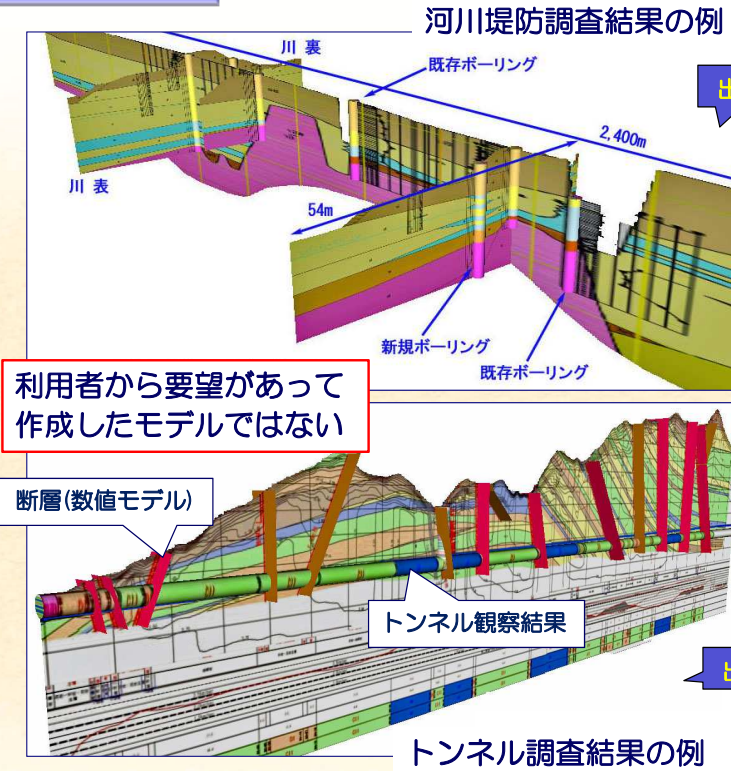 河川堤防調査結果の例
川 裏
既存ボーリング
出
2,400m
川 表
54m
新規ボーリング
既存ボーリング
利用者から要望があって
作成したモデルではない
断層(数値モデル)
トンネル観察結果
出
トンネル調査結果の例